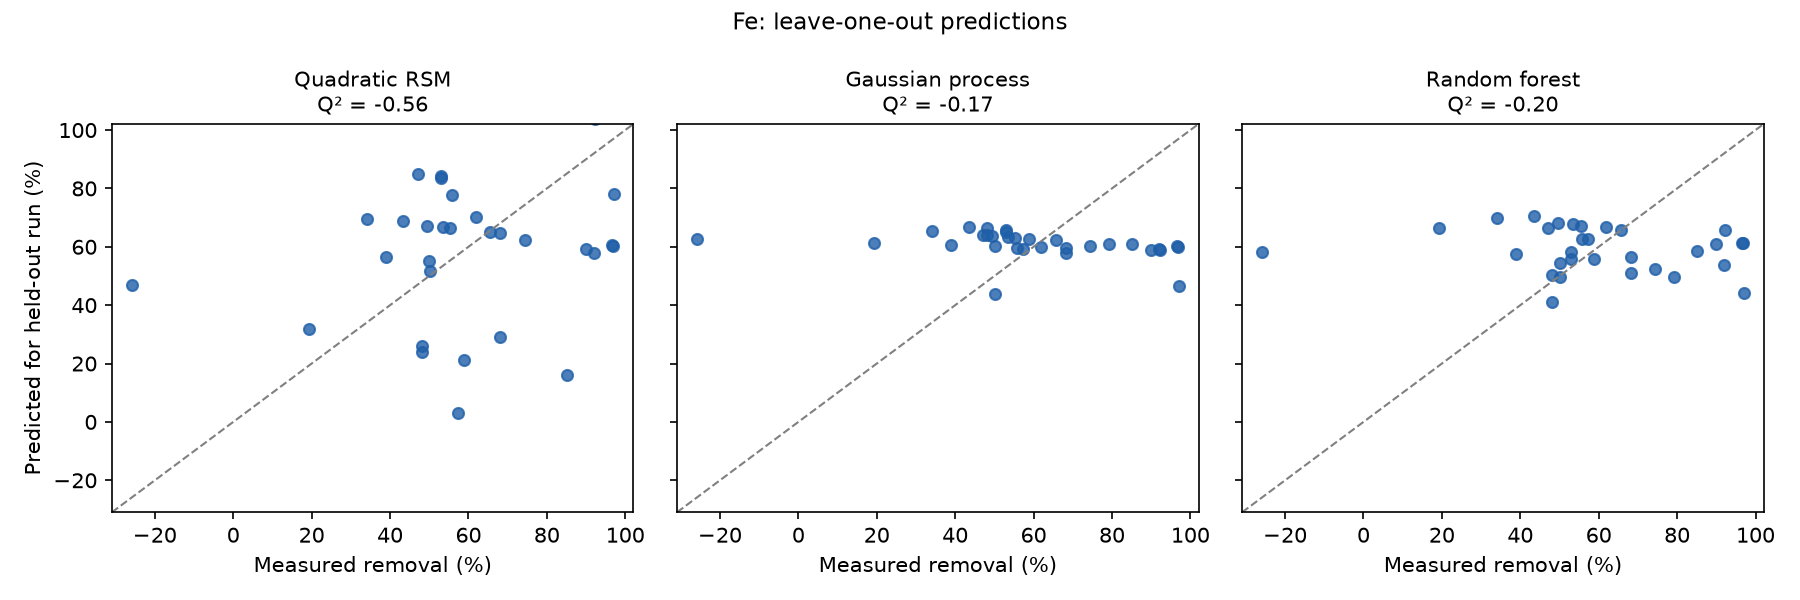 Fe: leave-one-out predictions
Quadratic RSM
Q² = -0.56
Gaussian process
Q² = -0.17
Random forest
Q² = -0.20
Predicted for held-out run (%)
100
80
60
40
20
0
−20
−20 0 20 40 60 80 100
−20 0 20 40 60 80 100
−20 0 20 40 60 80 100
Measured removal (%)
Measured removal (%)
Measured removal (%)